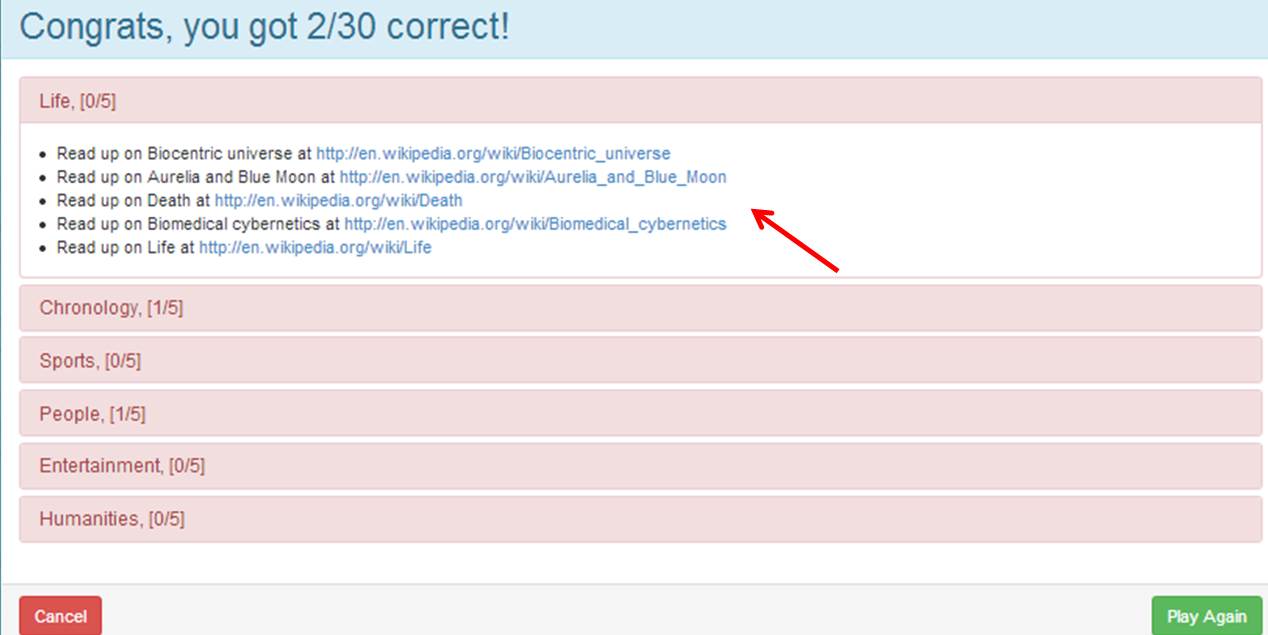 Congrats, you got 2/30 correct!
Life, [0/5]
• Read up on Biocentric universe at http://en.wikipedia.org/wiki/Biocentric_universe
• Read up on Aurelia and Blue Moon at http://en.wikipedia.org/wiki/Aurelia_and_Blue_Moon
• Read up on Death at http://en.wikipedia.org/wiki/Death
• Read up on Biomedical cybernetics at http://en.wikipedia.org/wiki/Biomedical_cybernetics
• Read up on Life at http://en.wikipedia.org/wiki/Life
Chronology, [1/5]
Sports, [0/5]
People, [1/5]
Entertainment, [0/5]
Humanities, [0/5]
Cancel
Play Again